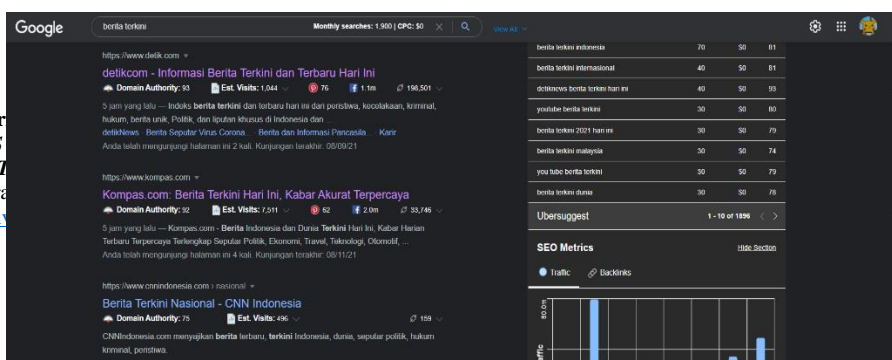 Google
berita terkini
Monthly searches: 1,900 | CPC: $0
View All
https://www.detik.com
detikcom - Informasi Berita Terkini dan Terbaru Hari Ini
Domain Authority: 93 Est. Visits: 1,044 76 1.1m 198,501
5 jam yang lalu — Indoks berita terkini dan terbaru hari ini dari peristiwa, kecelakaan, kriminal,
hukum, berita unik, Politik, dan liputan khusus di Indonesia dan ...
detikNews · Berita Seputar Virus Corona... · Berita dan Informasi Pancasila... · Karir
Anda telah mengunjungi halaman ini 2 kali. Kunjungan terakhir: 08/09/21
https://www.kompas.com
Kompas.com: Berita Terkini Hari Ini, Kabar Akurat Terpercaya
Domain Authority: 92 Est. Visits: 7,511 62 2.0m 33,746
5 jam yang lalu — Kompas.com - Berita Indonesia dan Dunia Terkini Hari Ini, Kabar Harian
Terbaru Terpercaya Terlengkap Seputar Politik, Ekonomi, Travel, Teknologi, Otomotif, ...
Anda telah mengunjungi halaman ini 4 kali. Kunjungan terakhir: 08/11/21
https://www.cnnindonesia.com › nasional
Berita Terkini Nasional - CNN Indonesia
Domain Authority: 75 Est. Visits: 496 159
CNNIndonesia.com menyajikan berita terbaru, terkini Indonesia, dunia, seputar politik, hukum
kriminal, peristiwa.
berita terkini indonesia 70 $0 81
berita terkini internasional 40 $0 81
detiknews berita terkini hari ini 40 $0 93
youtube berita terkini 30 $0 80
berita terkini 2021 hari ini 30 $0 79
berita terkini malaysia 30 $0 74
you tube berita terkini 30 $0 79
berita terkini dunia 30 $0 78
Ubersuggest 1 - 10 of 1896
SEO Metrics Hide Section
Traffic Backlinks
80.0m